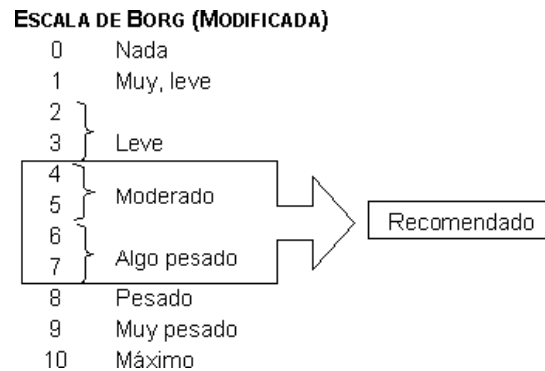 ESCALA DE BORG (MODIFICADA)
0 Nada
1 Muy, leve
2
3 Leve
4
5 Moderado
6
7 Algo pesado
8 Pesado
9 Muy pesado
10 Máximo
Recomendado